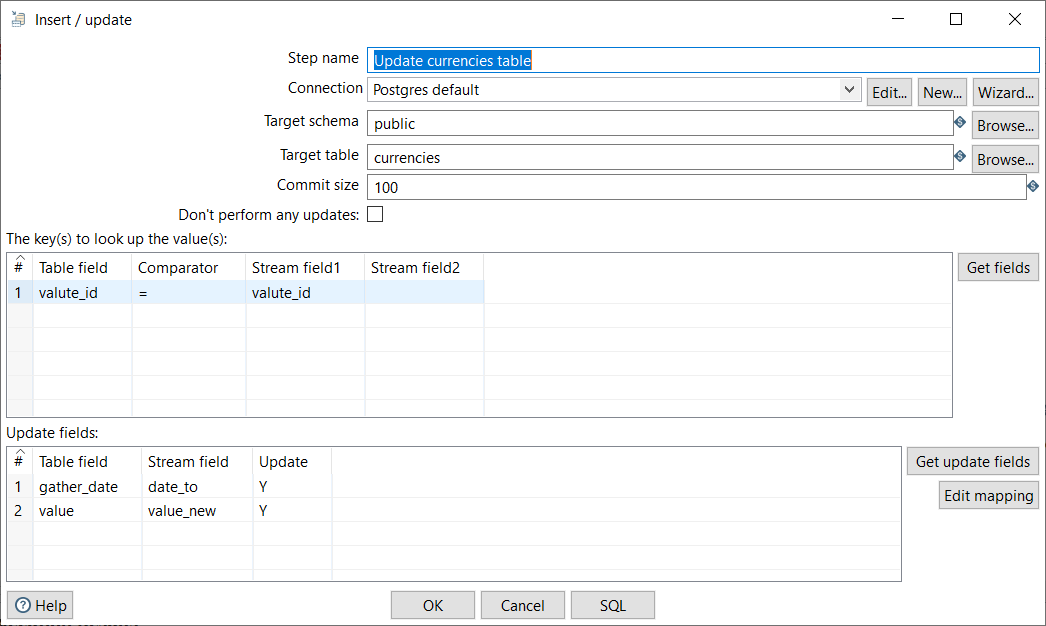 Insert / update
Step name Update currencies table
Connection Postgres default Edit... New... Wizard...
Target schema public Browse...
Target table currencies Browse...
Commit size 100
Don't perform any updates:
The key(s) to look up the value(s):
# Table field Comparator Stream field1 Stream field2 Get fields
1 valute_id = valute_id
Update fields:
# Table field Stream field Update Get update fields
1 gather_date date_to Y Edit mapping
2 value value_new Y
Help OK Cancel SQL